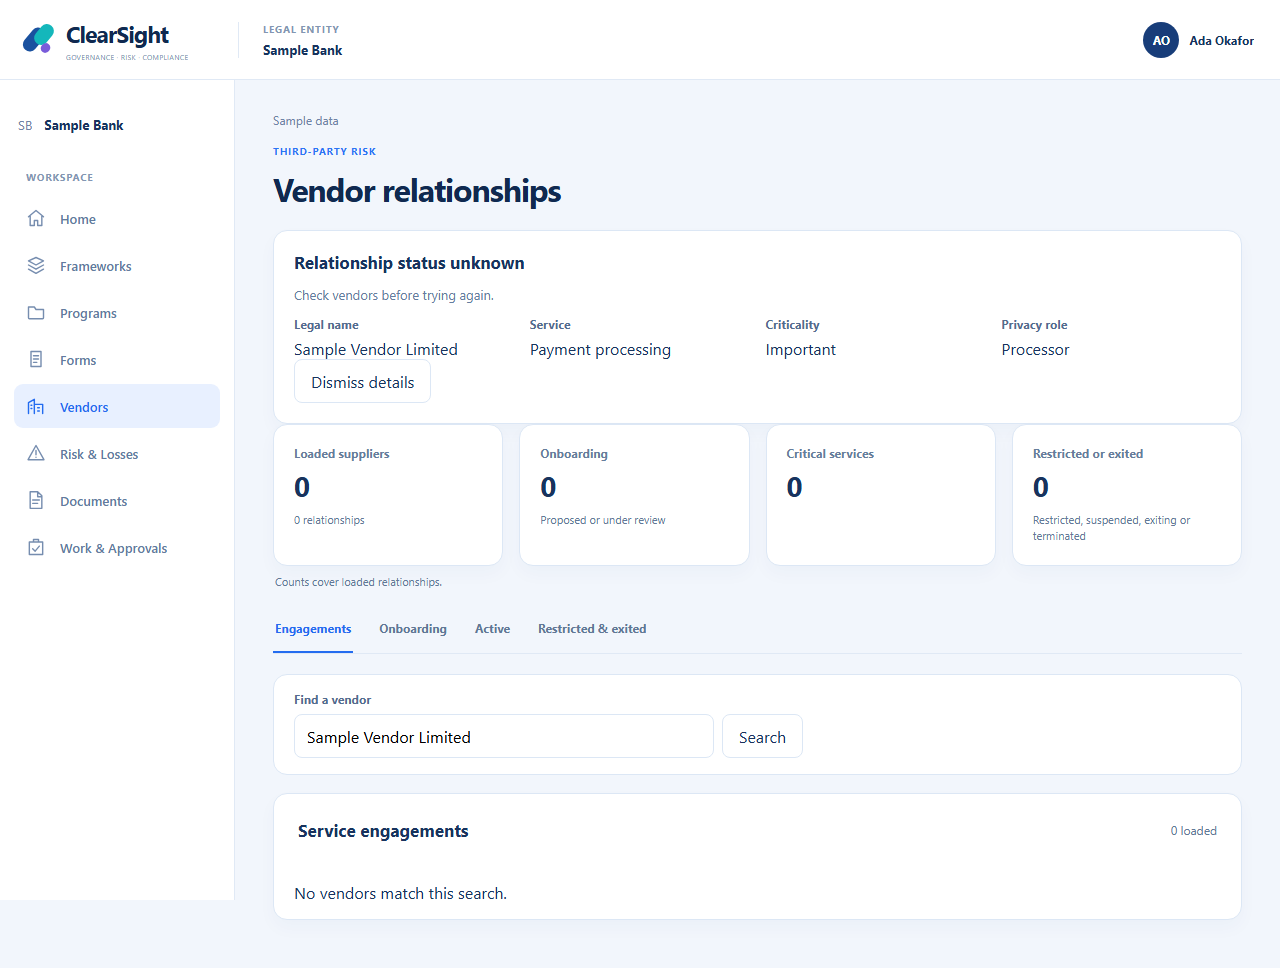 ClearSight
GOVERNANCE · RISK · COMPLIANCE
LEGAL ENTITY
Sample Bank
AO
Ada Okafor
SB
Sample Bank
WORKSPACE
Home
Frameworks
Programs
Forms
Vendors
Risk & Losses
Documents
Work & Approvals
Sample data
THIRD-PARTY RISK
Vendor relationships
Relationship status unknown
Check vendors before trying again.
Legal name
Sample Vendor Limited
Service
Payment processing
Criticality
Important
Privacy role
Processor
Dismiss details
Loaded suppliers
0
0 relationships
Onboarding
0
Proposed or under review
Critical services
0
Restricted or exited
0
Restricted, suspended, exiting or
terminated
Counts cover loaded relationships.
Engagements
Onboarding
Active
Restricted & exited
Find a vendor
Sample Vendor Limited
Search
Service engagements
0 loaded
No vendors match this search.